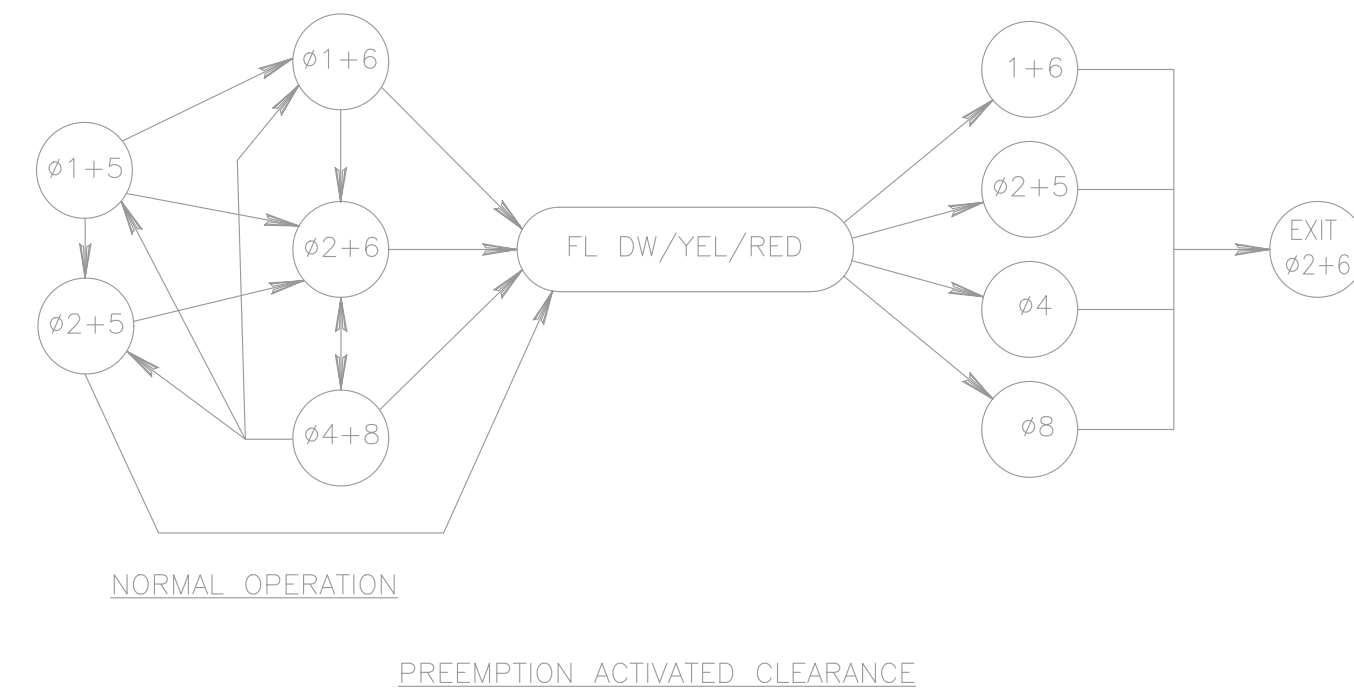 ø1+6
ø1+5
ø2+6
ø2+5
ø4+8
FL DW/YEL/RED
1+6
ø2+5
ø4
ø8
EXIT
ø2+6
NORMAL OPERATION
PREEMPTION ACTIVATED CLEARANCE